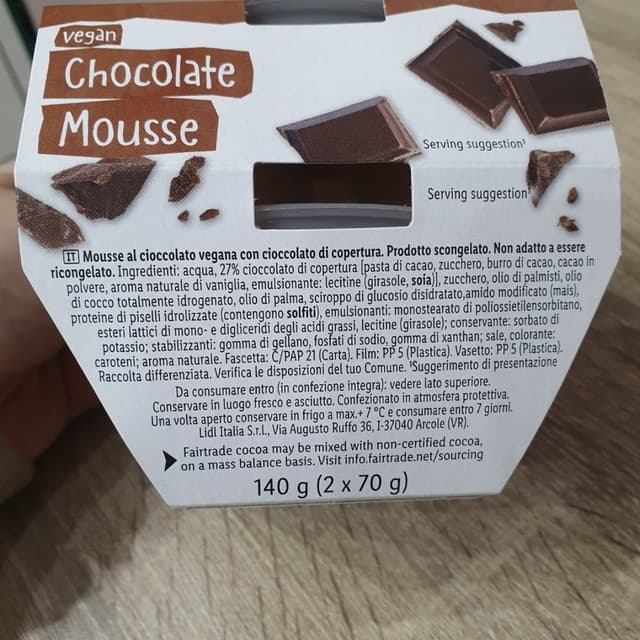 vegan
Chocolate
Mousse
Serving suggestion¹
Serving suggestion¹
IT Mousse al cioccolato vegana con cioccolato di copertura. Prodotto scongelato. Non adatto a essere
ricongelato. Ingredienti: acqua, 27% cioccolato di copertura [pasta di cacao, zucchero, burro di cacao, cacao in
polvere, aroma naturale di vaniglia, emulsionante: lecitine (girasole, soia)], zucchero, olio di palmisti, olio
di cocco totalmente idrogenato, olio di palma, sciroppo di glucosio disidratato,amido modificato (mais),
proteine di piselli idrolizzate (contengono solfiti), emulsionanti: monostearato di poliossietilensorbitano,
esteri lattici di mono- e digliceridi degli acidi grassi, lecitine (girasole); conservante: sorbato di
potassio; stabilizzanti: gomma di gellano, fosfati di sodio, gomma di xanthan; sale, colorante:
caroteni; aroma naturale. Fascetta: C/PAP 21 (Carta). Film: PP 5 (Plastica). Vasetto: PP 5 (Plastica).
Raccolta differenziata. Verifica le disposizioni del tuo Comune. ¹Suggerimento di presentazione
Da consumare entro (in confezione integra): vedere lato superiore.
Conservare in luogo fresco e asciutto. Confezionato in atmosfera protettiva.
Una volta aperto conservare in frigo a max.+ 7 °C e consumare entro 7 giorni.
Lidl Italia S.r.l., Via Augusto Ruffo 36, I-37040 Arcole (VR).
Fairtrade cocoa may be mixed with non-certified cocoa,
on a mass balance basis. Visit info.fairtrade.net/sourcing
140 g (2 x 70 g)